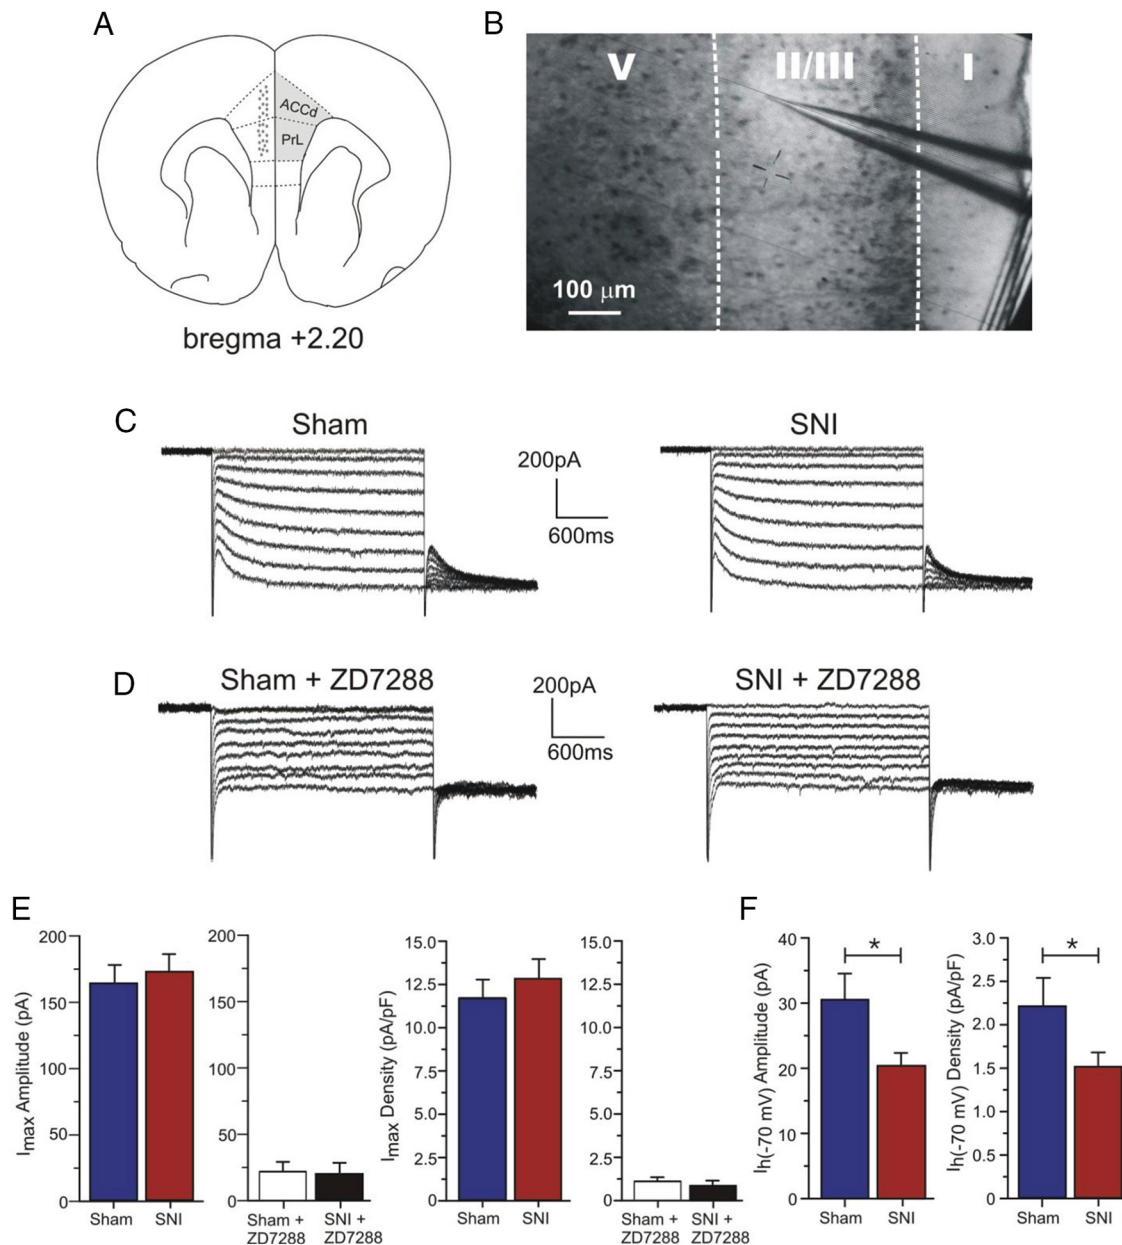 A
ACCd
PrL
bregma +2.20
B
V
II/III
I
100 μm
C
Sham
200pA
600ms
SNI
D
Sham + ZD7288
200pA
600ms
SNI + ZD7288
E
Imax Amplitude (pA)
200
150
100
50
0
Sham
SNI
200
150
100
50
0
Sham +
ZD7288
SNI +
ZD7288
Imax Density (pA/pF)
15.0
12.5
10.0
7.5
5.0
2.5
0
Sham
SNI
15.0
12.5
10.0
7.5
5.0
2.5
0
Sham +
ZD7288
SNI +
ZD7288
F
Ih(-70 mV) Amplitude (pA)
40
30
20
10
0
*
Sham
SNI
Ih(-70 mV) Density (pA/pF)
3.0
2.5
2.0
1.5
1.0
0.5
0.0
*
Sham
SNI